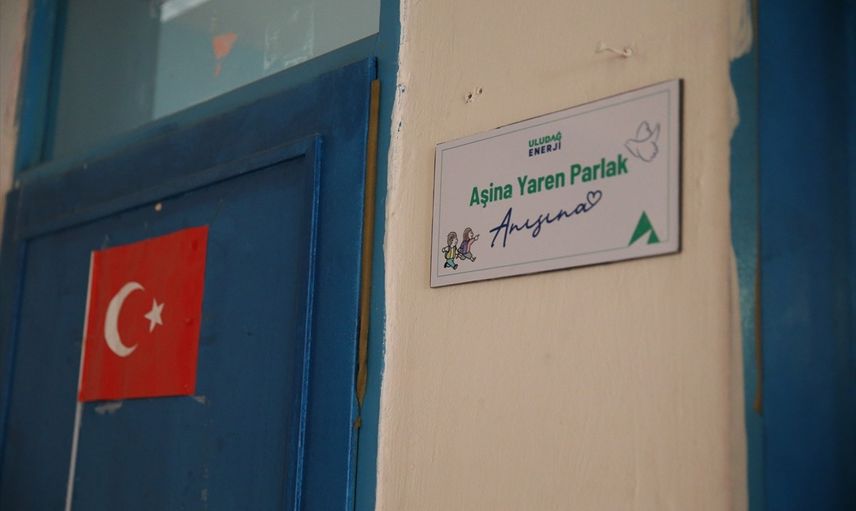 ULUDAĞ
ENERJİ
Aşina Yaren Parlak
Anısına